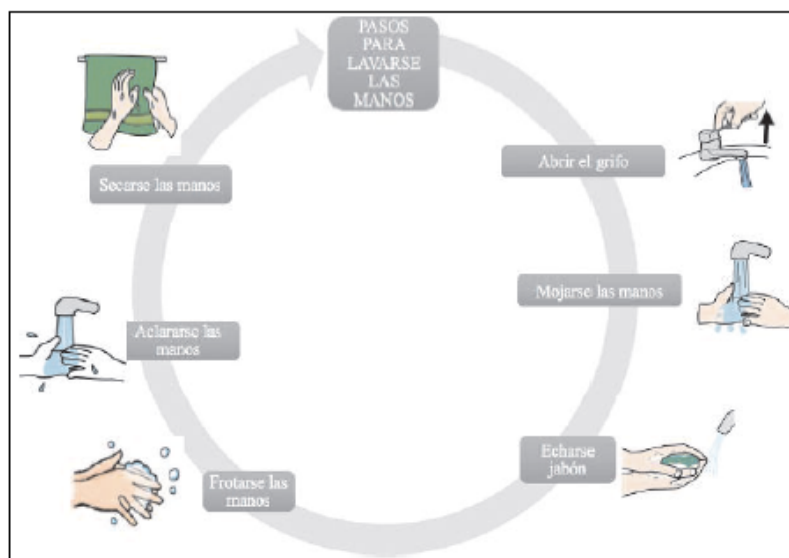 PASOS
PARA
LAVARSE
LAS
MANOS
Abrir el grifo
Mojarse las manos
Echarse
jabón
Frotarse las
manos
Aclararse las
manos
Secarse las manos